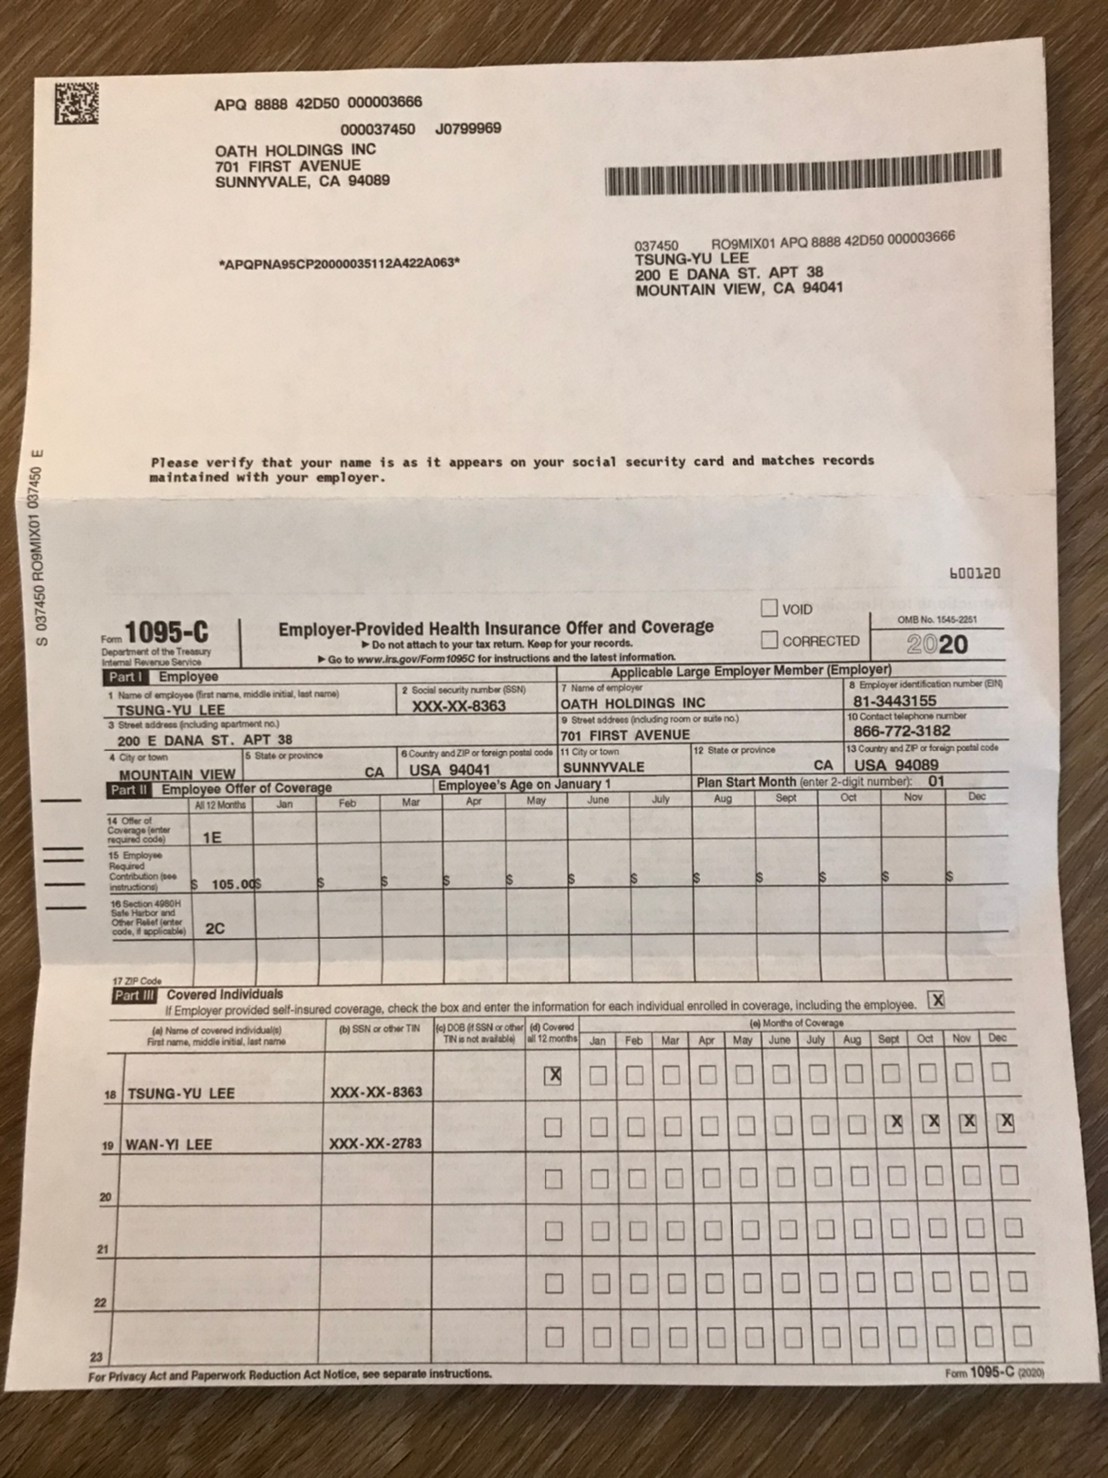 APQ 8888 42D50 000003666
000037450 J0799969
OATH HOLDINGS INC
701 FIRST AVENUE
SUNNYVALE, CA 94089
037450 RO9MIX01 APQ 8888 42D50 000003666
*APQPNA95CP20000035112A422A063*
TSUNG-YU LEE
200 E DANA ST. APT 38
MOUNTAIN VIEW, CA 94041
S 037450 RO9MIX01 037450 E
Please verify that your name is as it appears on your social security card and matches records
maintained with your employer.
600120
Form 1095-C
Department of the Treasury
Internal Revenue Service
Employer-Provided Health Insurance Offer and Coverage
▶ Do not attach to your tax return. Keep for your records.
▶ Go to www.irs.gov/Form1095C for instructions and the latest information.
VOID
CORRECTED
OMB No. 1545-2251
2020
Part I Employee
Applicable Large Employer Member (Employer)
1 Name of employee (first name, middle initial, last name)
TSUNG-YU LEE
2 Social security number (SSN)
XXX-XX-8363
7 Name of employer
OATH HOLDINGS INC
8 Employer identification number (EIN)
81-3443155
3 Street address (including apartment no.)
200 E DANA ST. APT 38
9 Street address (including room or suite no.)
701 FIRST AVENUE
10 Contact telephone number
866-772-3182
4 City or town
MOUNTAIN VIEW
5 State or province
CA
6 Country and ZIP or foreign postal code
USA 94041
11 City or town
SUNNYVALE
12 State or province
CA
13 Country and ZIP or foreign postal code
USA 94089
Part II Employee Offer of Coverage
Employee's Age on January 1
Plan Start Month (enter 2-digit number): 01
All 12 Months Jan Feb Mar Apr May June July Aug Sept Oct Nov Dec
14 Offer of
Coverage (enter
required code)
1E
15 Employee
Required
Contribution (see
instructions)
$ 105.00 $ $ $ $ $ $ $ $ $ $ $ $
16 Section 4980H
Safe Harbor and
Other Relief (enter
code, if applicable)
2C
17 ZIP Code
Part III Covered Individuals
If Employer provided self-insured coverage, check the box and enter the information for each individual enrolled in coverage, including the employee. X
(a) Name of covered individual(s)
First name, middle initial, last name
(b) SSN or other TIN
(c) DOB (if SSN or other
TIN is not available)
(d) Covered
all 12 months
(e) Months of Coverage
Jan Feb Mar Apr May June July Aug Sept Oct Nov Dec
18 TSUNG-YU LEE XXX-XX-8363 X
19 WAN-YI LEE XXX-XX-2783 X X X X
20
21
22
23
For Privacy Act and Paperwork Reduction Act Notice, see separate instructions.
Form 1095-C (2020)